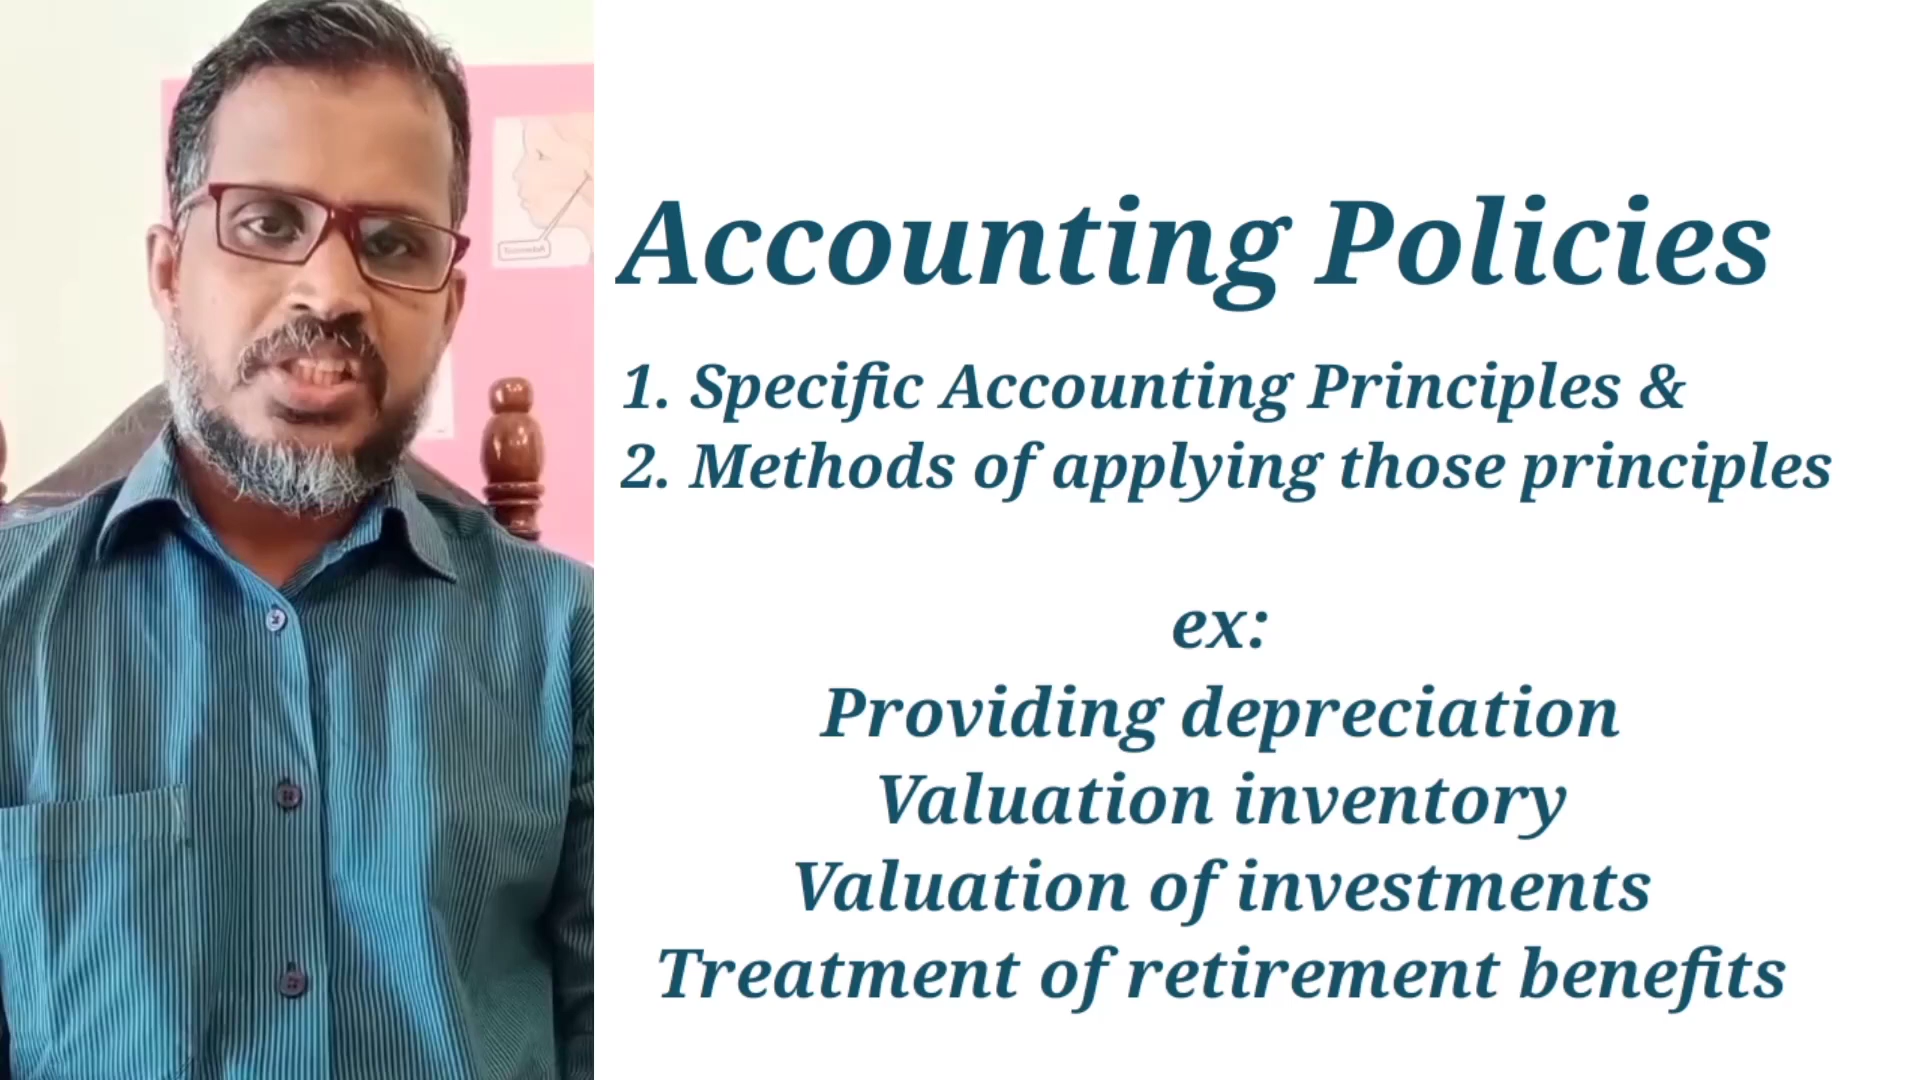 Accounting Policies
1. Specific Accounting Principles &
2. Methods of applying those principles
ex:
Providing depreciation
Valuation inventory
Valuation of investments
Treatment of retirement benefits